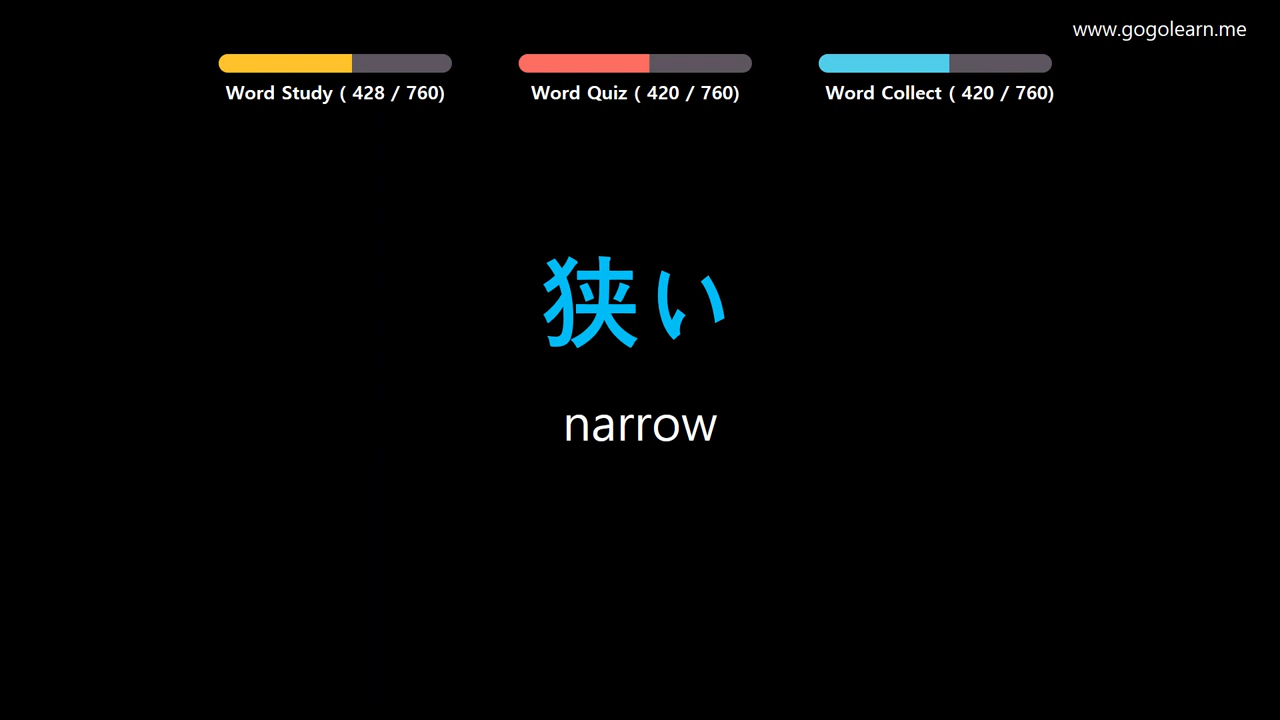 www.gogolearn.me
Word Study ( 428 / 760)
Word Quiz ( 420 / 760)
Word Collect ( 420 / 760)
狭い
narrow